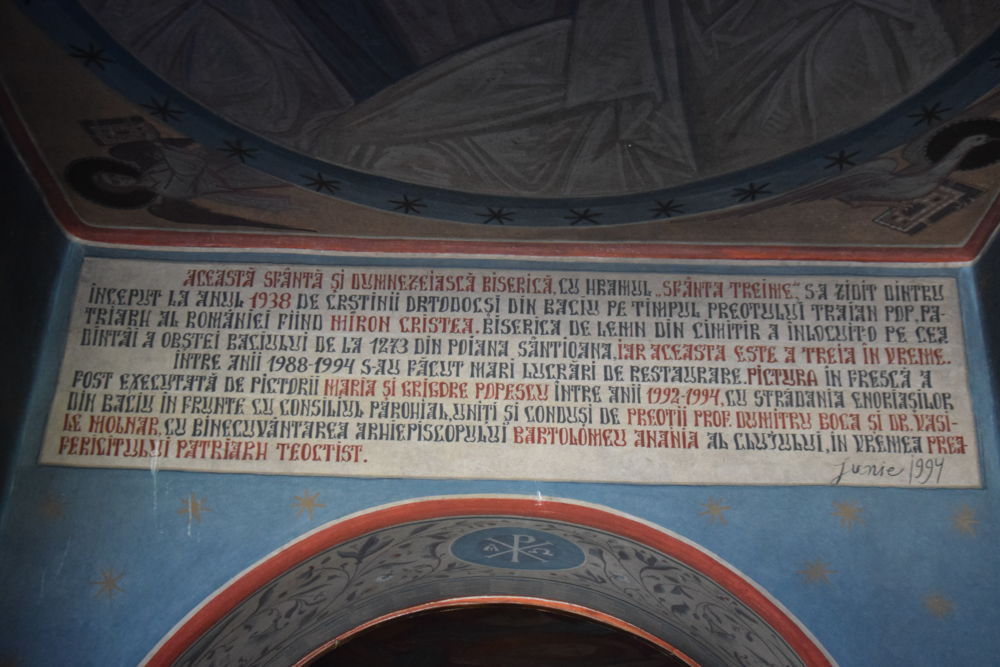 ACEASTĂ SFÂNTĂ ȘI DUMNEZEIASCĂ BISERICĂ, CU HRAMUL „SFÂNTA TREIME”, S-A ZIDIT DINTRU
ÎNCEPUT LA ANUL 1938 DE CRSTINII ORTODOCȘI DIN BACIU PE TIMPUL PREOTULUI TRAIAN POP, PA-
TRIARH AL ROMÂNIEI FIIND MIRON CRISTEA. BISERICA DE LEMN DIN CIMITIR A ÎNLOCUIT-O PE CEA
DINTÂI A OBȘTEI BACIULUI DE LA 1273 DIN POIANA SÂNTIOANA, IAR ACEASTA ESTE A TREIA ÎN VREME.
ÎNTRE ANII 1988-1994 S-AU FĂCUT MARI LUCRĂRI DE RESTAURARE. PICTURA ÎN FRESCĂ A
FOST EXECUTATĂ DE PICTORII MARIA ȘI GRIGORE POPESCU ÎNTRE ANII 1992-1994, CU STRĂDANIA ENORIAȘILOR
DIN BACIU ÎN FRUNTE CU CONSILIUL PAROHIAL, UNIȚI ȘI CONDUȘI DE PREOȚII PROF. DUMITRU BOCA ȘI DR. VASI-
LE MOLNAR, CU BINECUVÂNTAREA ARHIEPISCOPULUI BARTOLOMEU ANANIA AL CLUJULUI, ÎN VREMEA PREA-
FERICITULUI PATRIARH TEOCTIST.
Junie 1994